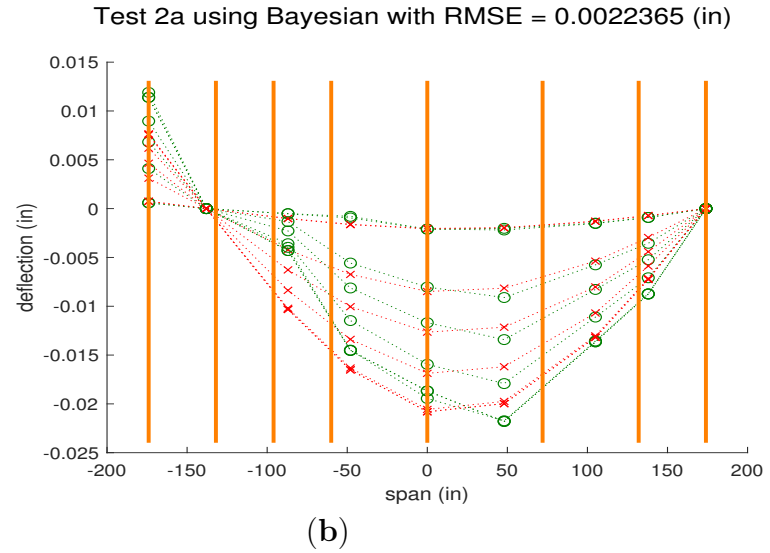 Test 2a using Bayesian with RMSE = 0.0022365 (in)
0.015
0.01
0.005
0
-0.005
-0.01
-0.015
-0.02
-0.025
deflection (in)
-200 -150 -100 -50 0 50 100 150 200
span (in)
(b)